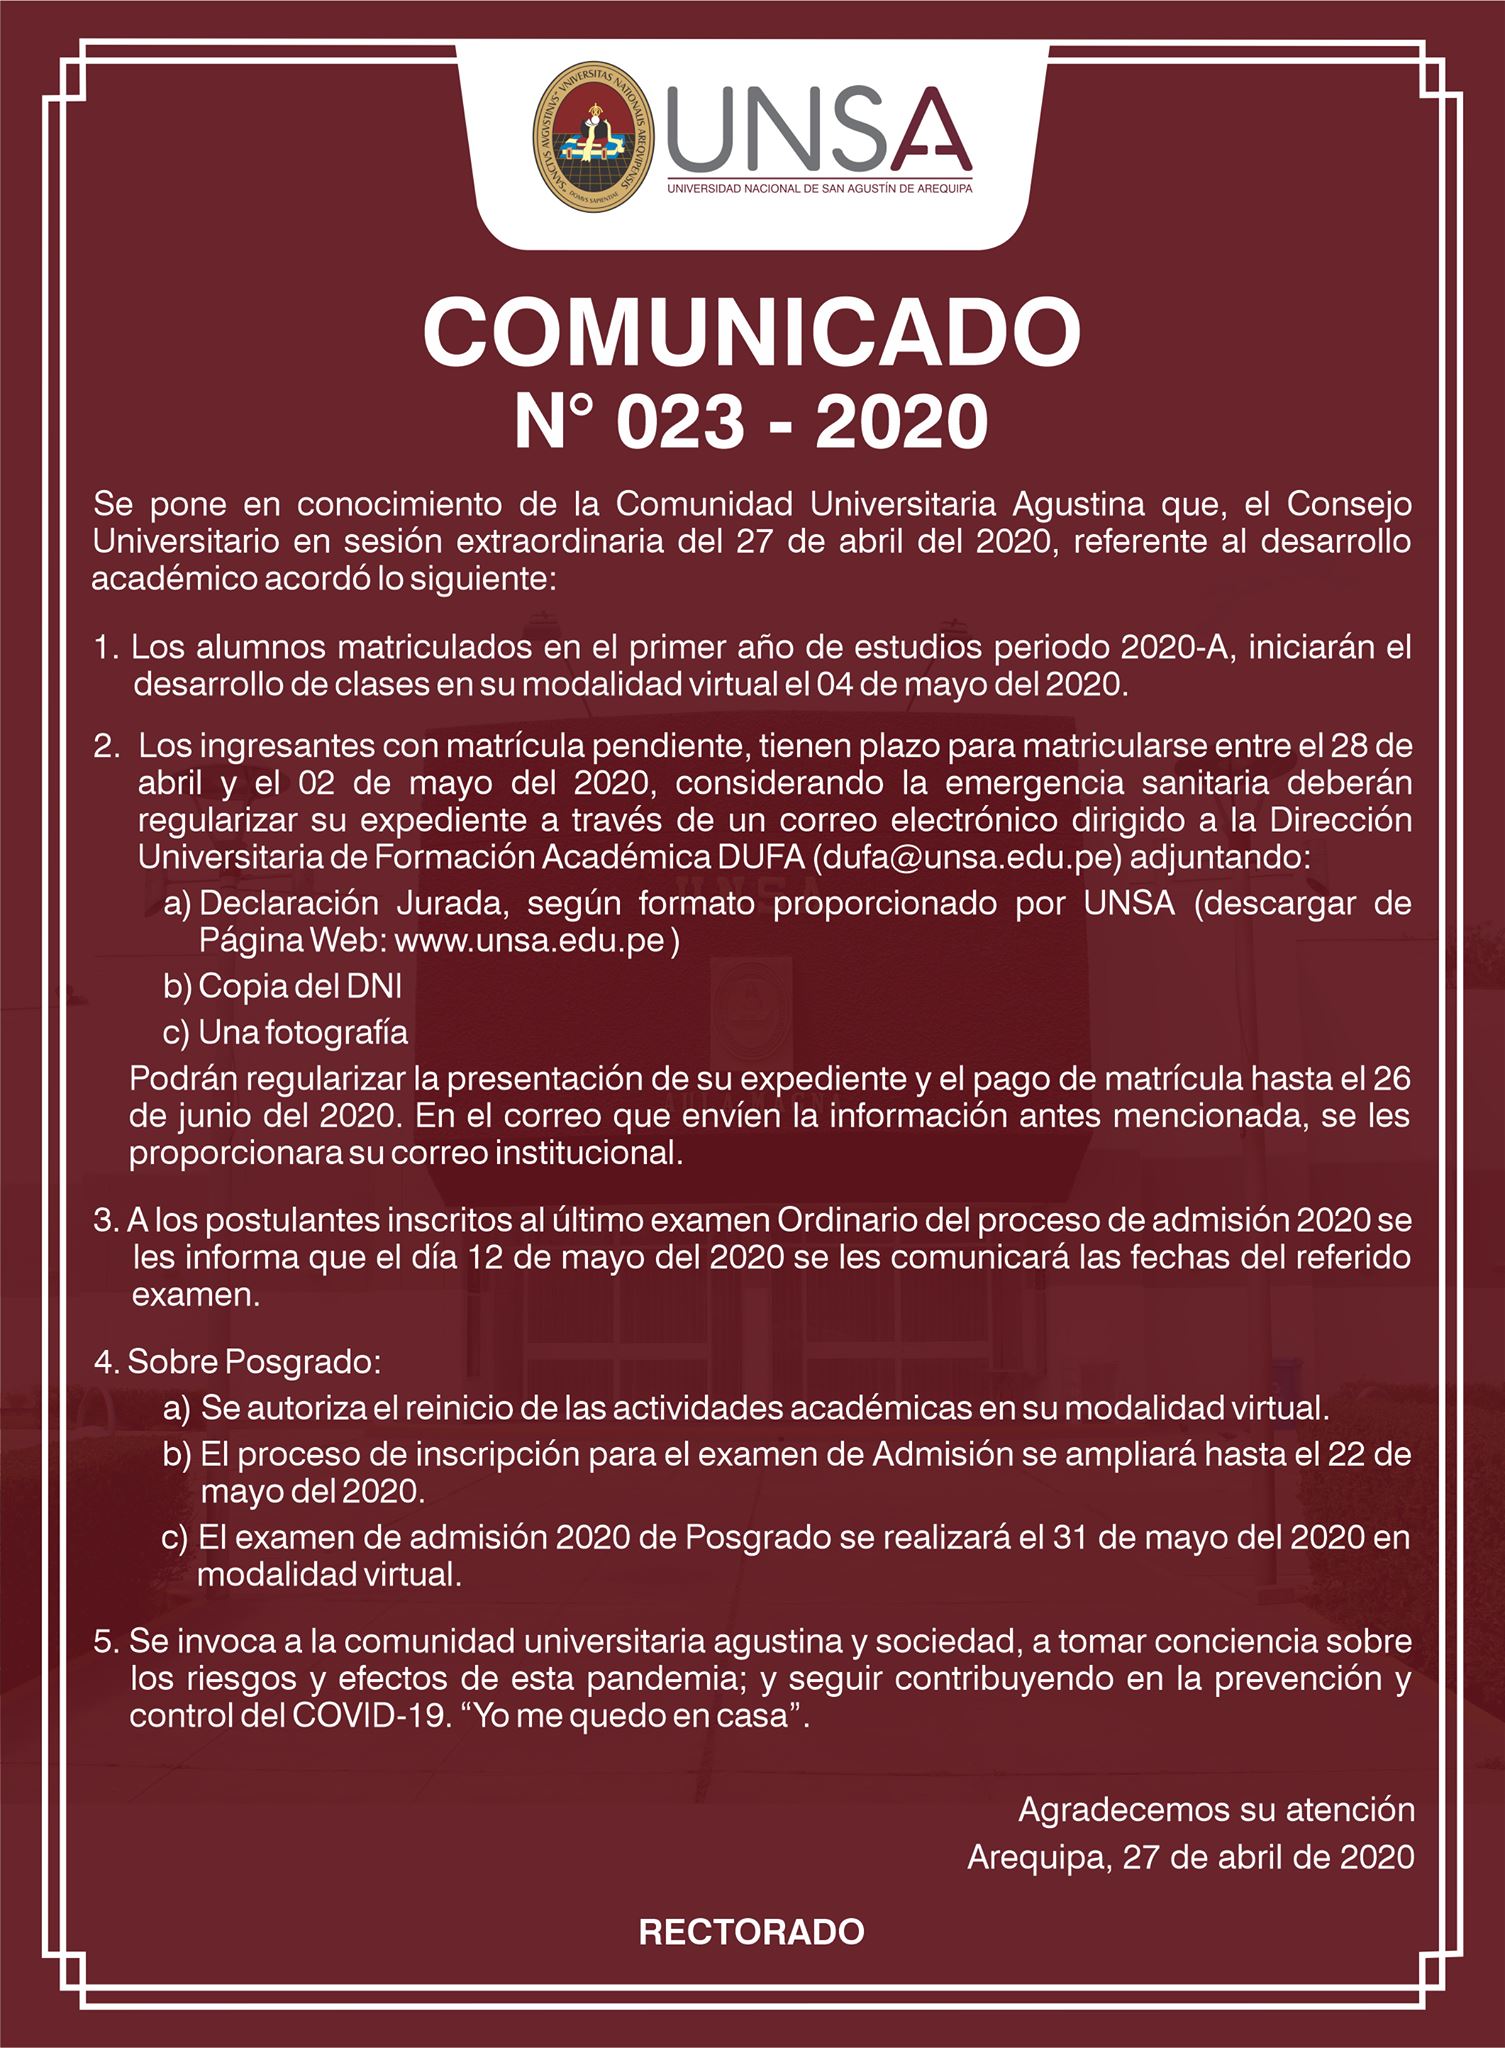 "SANCTVS AVGVSTINVS" VNIVERSITAS NATIONALIS AREQVIPENSIS
DOMVS SAPIENTIAE
UNSA
UNIVERSIDAD NACIONAL DE SAN AGUSTÍN DE AREQUIPA
COMUNICADO
N° 023 - 2020
Se pone en conocimiento de la Comunidad Universitaria Agustina que, el Consejo
Universitario en sesión extraordinaria del 27 de abril del 2020, referente al desarrollo
académico acordó lo siguiente:
1. Los alumnos matriculados en el primer año de estudios periodo 2020-A, iniciarán el
desarrollo de clases en su modalidad virtual el 04 de mayo del 2020.
2. Los ingresantes con matrícula pendiente, tienen plazo para matricularse entre el 28 de
abril y el 02 de mayo del 2020, considerando la emergencia sanitaria deberán
regularizar su expediente a través de un correo electrónico dirigido a la Dirección
Universitaria de Formación Académica DUFA (dufa@unsa.edu.pe) adjuntando:
a) Declaración Jurada, según formato proporcionado por UNSA (descargar de
Página Web: www.unsa.edu.pe )
b) Copia del DNI
c) Una fotografía
Podrán regularizar la presentación de su expediente y el pago de matrícula hasta el 26
de junio del 2020. En el correo que envíen la información antes mencionada, se les
proporcionara su correo institucional.
3. A los postulantes inscritos al último examen Ordinario del proceso de admisión 2020 se
les informa que el día 12 de mayo del 2020 se les comunicará las fechas del referido
examen.
4. Sobre Posgrado:
a) Se autoriza el reinicio de las actividades académicas en su modalidad virtual.
b) El proceso de inscripción para el examen de Admisión se ampliará hasta el 22 de
mayo del 2020.
c) El examen de admisión 2020 de Posgrado se realizará el 31 de mayo del 2020 en
modalidad virtual.
5. Se invoca a la comunidad universitaria agustina y sociedad, a tomar conciencia sobre
los riesgos y efectos de esta pandemia; y seguir contribuyendo en la prevención y
control del COVID-19. “Yo me quedo en casa”.
Agradecemos su atención
Arequipa, 27 de abril de 2020
RECTORADO
UNSA
AULA MAGNA